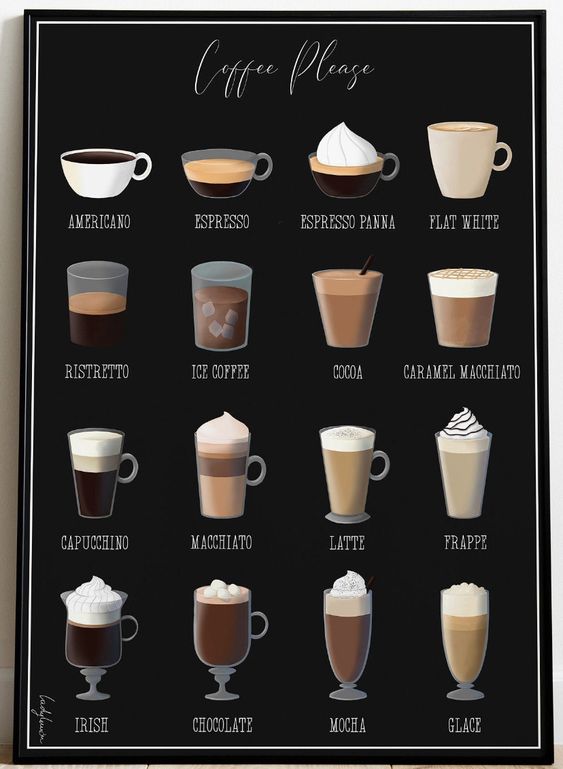 Coffee Please
AMERICANO ESPRESSO ESPRESSO PANNA FLAT WHITE
RISTRETTO ICE COFFEE COCOA CARAMEL MACCHIATO
CAPUCCHINO MACCHIATO LATTE FRAPPE
IRISH CHOCOLATE MOCHA GLACE